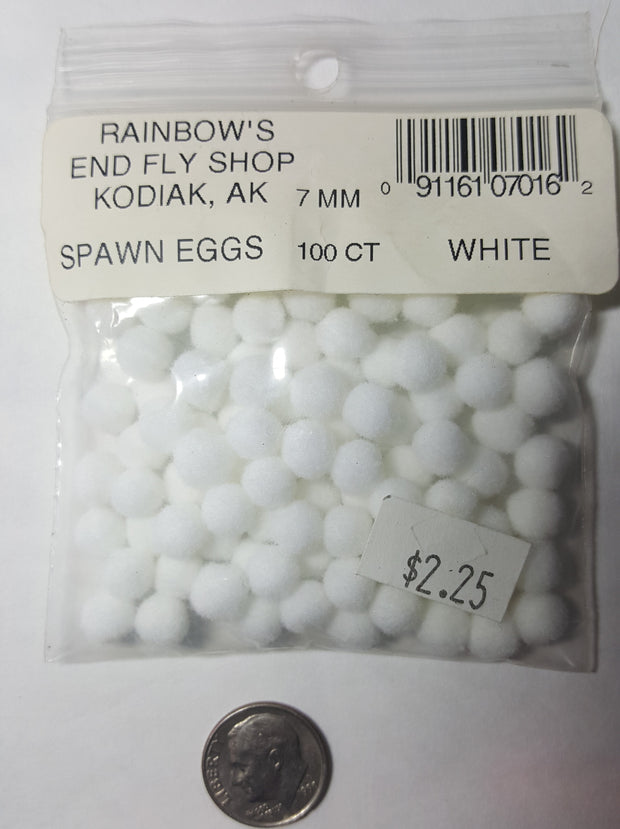 RAINBOW'S
END FLY SHOP
KODIAK, AK
7 MM
0 91161 07016 2
SPAWN EGGS 100 CT WHITE
$2.25
LIBERTY